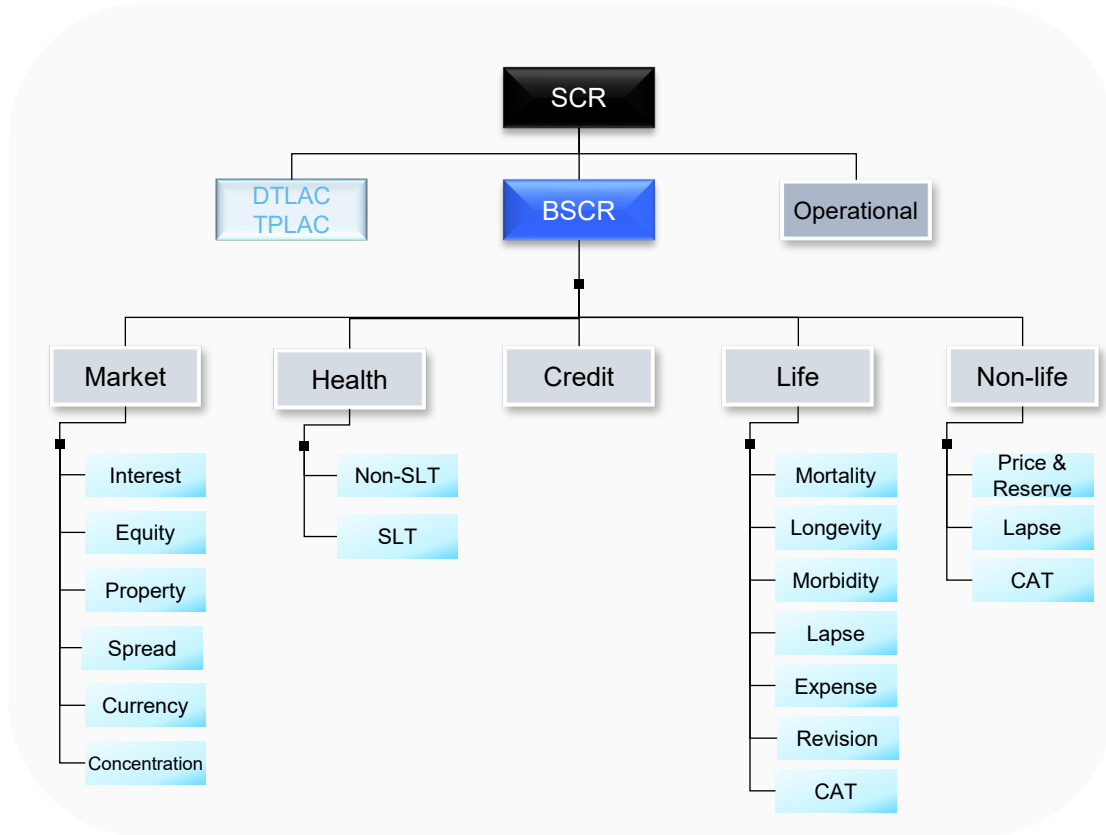 SCR
DTLAC
TPLAC
BSCR
Operational
Market
Health
Credit
Life
Non-life
Interest
Equity
Property
Spread
Currency
Concentration
Non-SLT
SLT
Mortality
Longevity
Morbidity
Lapse
Expense
Revision
CAT
Price &
Reserve
Lapse
CAT